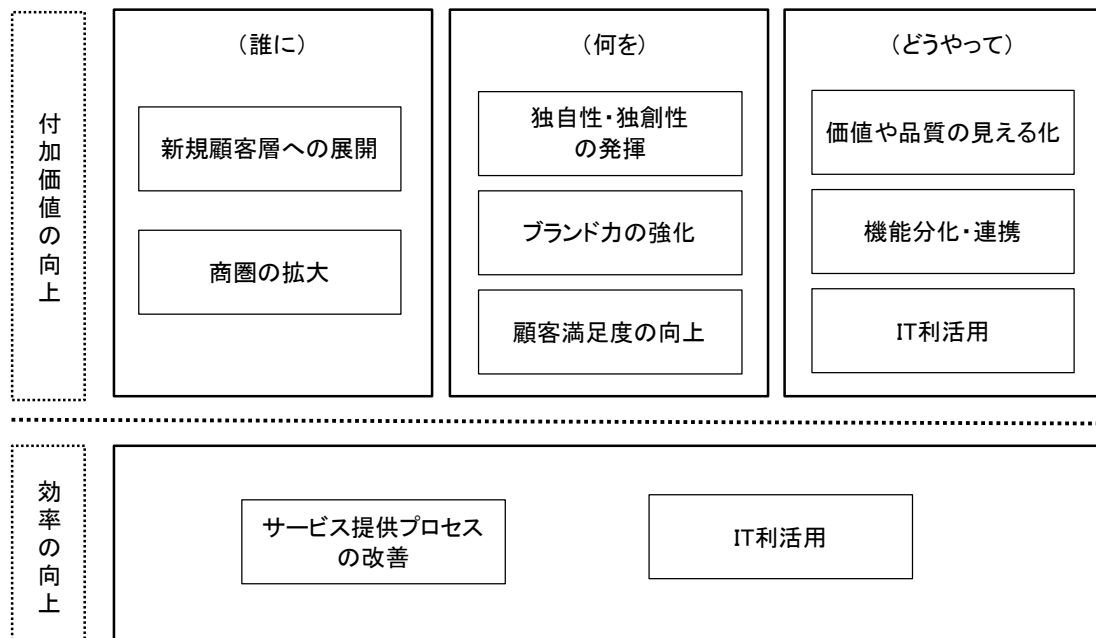 付加価値の向上
（誰に）
新規顧客層への展開
商圏の拡大
（何を）
独自性・独創性
の発揮
ブランド力の強化
顧客満足度の向上
（どうやって）
価値や品質の見える化
機能分化・連携
IT利活用
効率の向上
サービス提供プロセス
の改善
IT利活用